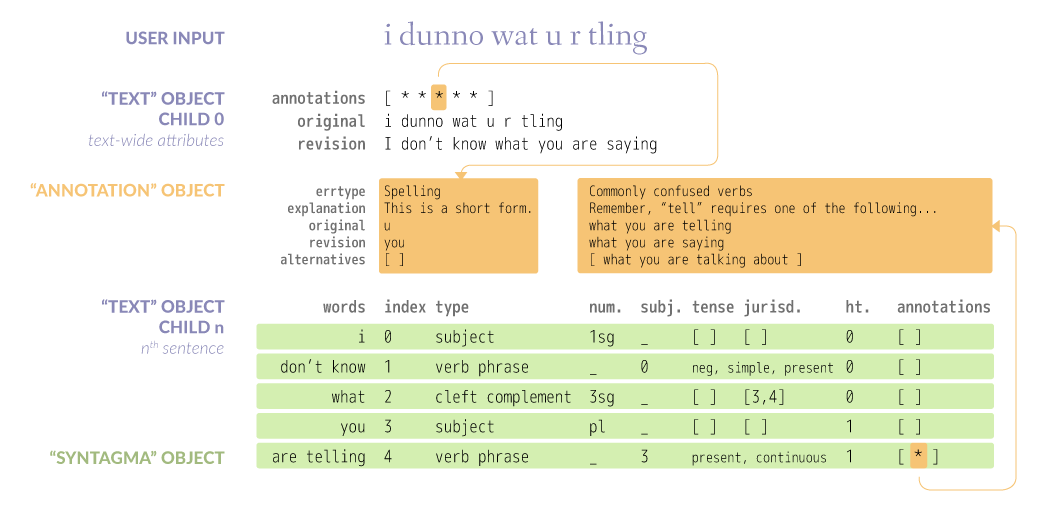 USER INPUT i dunno wat u r tling
“TEXT” OBJECT
CHILD 0
text-wide attributes
annotations [ * * * * * ]
original i dunno wat u r tling
revision I don’t know what you are saying
“ANNOTATION” OBJECT
errtype Spelling
explanation This is a short form.
original u
revision you
alternatives [ ]
Commonly confused verbs
Remember, “tell” requires one of the following...
what you are telling
what you are saying
[ what you are talking about ]
“TEXT” OBJECT
CHILD n
nth sentence
words index type num. subj. tense jurisd. ht. annotations
i 0 subject 1sg _ [ ] [ ] 0 [ ]
don’t know 1 verb phrase _ 0 neg, simple, present 0 [ ]
what 2 cleft complement 3sg _ [ ] [3,4] 0 [ ]
you 3 subject pl _ [ ] [ ] 1 [ ]
“SYNTAGMA” OBJECT are telling 4 verb phrase _ 3 present, continuous 1 [ * ]